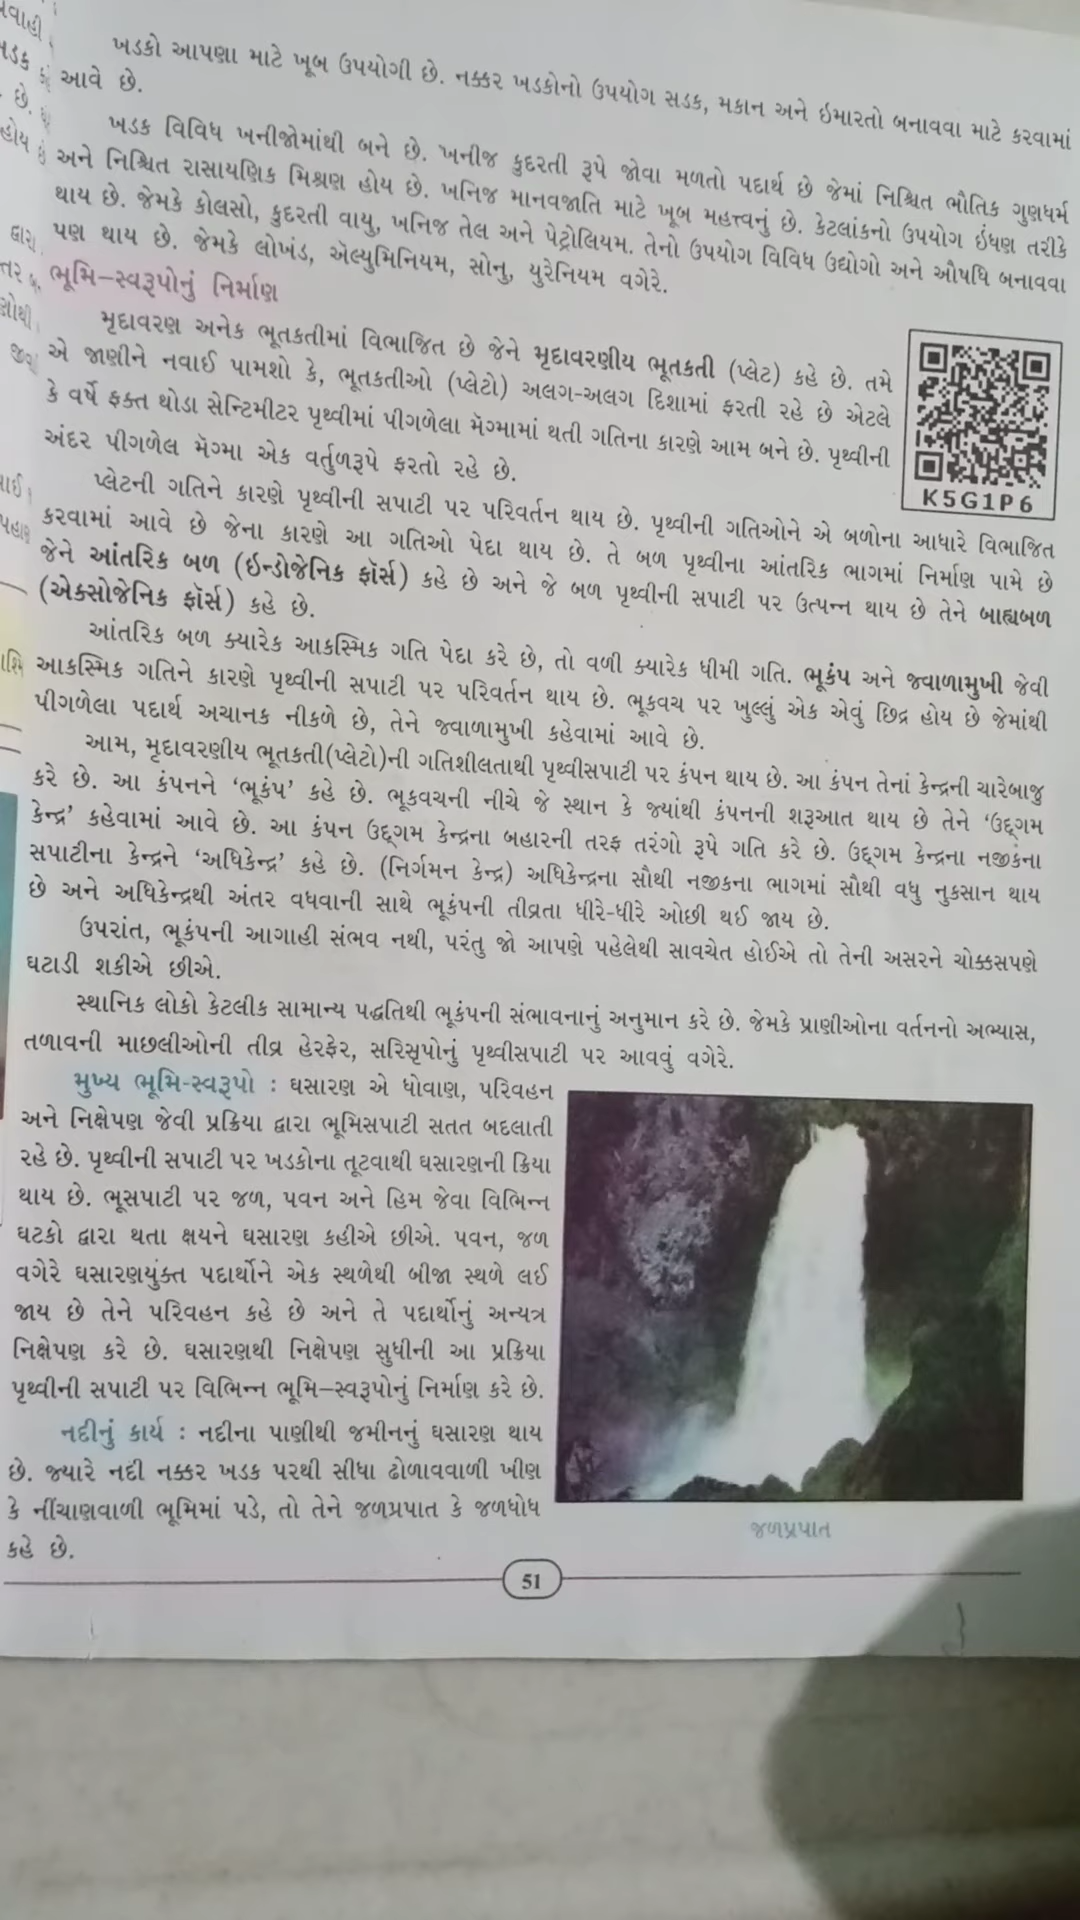 ખડકો આપણા માટે ખૂબ ઉપયોગી છે. નક્કર ખડકોનો ઉપયોગ સડક, મકાન અને ઇમારતો બનાવવા માટે કરવામાં
આવે છે.
ખડક વિવિધ ખનીજોમાંથી બને છે. ખનીજ કુદરતી રૂપે જોવા મળતો પદાર્થ છે જેમાં નિશ્ચિત ભૌતિક ગુણધર્મ
અને નિશ્ચિત રાસાયણિક મિશ્રણ હોય છે. ખનિજ માનવજાતિ માટે ખૂબ મહત્ત્વનું છે. કેટલાંકનો ઉપયોગ ઇંધણ તરીકે
થાય છે. જેમકે કોલસો, કુદરતી વાયુ, ખનિજ તેલ અને પેટ્રોલિયમ. તેનો ઉપયોગ વિવિધ ઉદ્યોગો અને ઔષધિ બનાવવા
પણ થાય છે. જેમકે લોખંડ, ઍલ્યુમિનિયમ, સોનુ, યુરેનિયમ વગેરે.
ભૂમિ-સ્વરૂપોનું નિર્માણ
મૃદાવરણ અનેક ભૂતકતીમાં વિભાજિત છે જેને મૃદાવરણીય ભૂતકતી (પ્લેટ) કહે છે. તમે
એ જાણીને નવાઈ પામશો કે, ભૂતકતીઓ (પ્લેટો) અલગ-અલગ દિશામાં ફરતી રહે છે એટલે
કે વર્ષે ફક્ત થોડા સેન્ટિમીટર પૃથ્વીમાં પીગળેલા મૅગ્મામાં થતી ગતિના કારણે આમ બને છે. પૃથ્વીની
અંદર પીગળેલ મૅગ્મા એક વર્તુળરૂપે ફરતો રહે છે.
K5G1P6
પ્લેટની ગતિને કારણે પૃથ્વીની સપાટી પર પરિવર્તન થાય છે. પૃથ્વીની ગતિઓને એ બળોના આધારે વિભાજિત
કરવામાં આવે છે જેના કારણે આ ગતિઓ પેદા થાય છે. તે બળ પૃથ્વીના આંતરિક ભાગમાં નિર્માણ પામે છે
જેને આંતરિક બળ (ઇન્ડોજેનિક ફૉર્સ) કહે છે અને જે બળ પૃથ્વીની સપાટી પર ઉત્પન્ન થાય છે તેને બાહ્યબળ
(એક્સોજેનિક ફૉર્સ) કહે છે.
આંતરિક બળ ક્યારેક આકસ્મિક ગતિ પેદા કરે છે, તો વળી ક્યારેક ધીમી ગતિ. ભૂકંપ અને જ્વાળામુખી જેવી
આકસ્મિક ગતિને કારણે પૃથ્વીની સપાટી પર પરિવર્તન થાય છે. ભૂકવચ પર ખુલ્લું એક એવું છિદ્ર હોય છે જેમાંથી
પીગળેલા પદાર્થ અચાનક નીકળે છે, તેને જ્વાળામુખી કહેવામાં આવે છે.
આમ, મૃદાવરણીય ભૂતકતી(પ્લેટો)ની ગતિશીલતાથી પૃથ્વીસપાટી પર કંપન થાય છે. આ કંપન તેનાં કેન્દ્રની ચારેબાજુ
કરે છે. આ કંપનને ‘ભૂકંપ’ કહે છે. ભૂકવચની નીચે જે સ્થાન કે જ્યાંથી કંપનની શરૂઆત થાય છે તેને ‘ઉદ્દગમ
કેન્દ્ર’ કહેવામાં આવે છે. આ કંપન ઉદ્દગમ કેન્દ્રના બહારની તરફ તરંગો રૂપે ગતિ કરે છે. ઉદ્દગમ કેન્દ્રના નજીકના
સપાટીના કેન્દ્રને ‘અધિકેન્દ્ર’ કહે છે. (નિર્ગમન કેન્દ્ર) અધિકેન્દ્રના સૌથી નજીકના ભાગમાં સૌથી વધુ નુકસાન થાય
છે અને અધિકેન્દ્રથી અંતર વધવાની સાથે ભૂકંપની તીવ્રતા ધીરે-ધીરે ઓછી થઈ જાય છે.
ઉપરાંત, ભૂકંપની આગાહી સંભવ નથી, પરંતુ જો આપણે પહેલેથી સાવચેત હોઈએ તો તેની અસરને ચોક્કસપણે
ઘટાડી શકીએ છીએ.
સ્થાનિક લોકો કેટલીક સામાન્ય પદ્ધતિથી ભૂકંપની સંભાવનાનું અનુમાન કરે છે. જેમકે પ્રાણીઓના વર્તનનો અભ્યાસ,
તળાવની માછલીઓની તીવ્ર હેરફેર, સરિસૃપોનું પૃથ્વીસપાટી પર આવવું વગેરે.
મુખ્ય ભૂમિ-સ્વરૂપો : ઘસારણ એ ધોવાણ, પરિવહન
અને નિક્ષેપણ જેવી પ્રક્રિયા દ્વારા ભૂમિસપાટી સતત બદલાતી
રહે છે. પૃથ્વીની સપાટી પર ખડકોના તૂટવાથી ઘસારણની ક્રિયા
થાય છે. ભૂસપાટી પર જળ, પવન અને હિમ જેવા વિભિન્ન
ઘટકો દ્વારા થતા ક્ષયને ઘસારણ કહીએ છીએ. પવન, જળ
વગેરે ઘસારણયુંક્ત પદાર્થોને એક સ્થળેથી બીજા સ્થળે લઈ
જાય છે તેને પરિવહન કહે છે અને તે પદાર્થોનું અન્યત્ર
નિક્ષેપણ કરે છે. ઘસારણથી નિક્ષેપણ સુધીની આ પ્રક્રિયા
પૃથ્વીની સપાટી પર વિભિન્ન ભૂમિ-સ્વરૂપોનું નિર્માણ કરે છે.
નદીનું કાર્ય : નદીના પાણીથી જમીનનું ઘસારણ થાય
છે. જ્યારે નદી નક્કર ખડક પરથી સીધા ઢોળાવવાળી ખીણ
કે નીંચાણવાળી ભૂમિમાં પડે, તો તેને જળપ્રપાત કે જળધોધ
કહે છે.
જળપ્રપાત
51